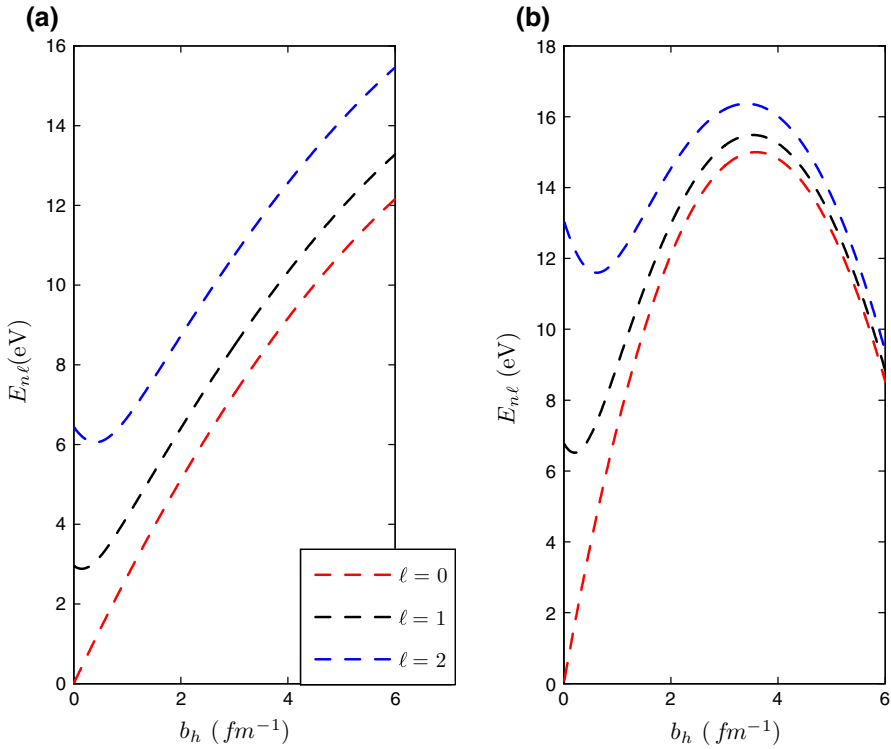 (a)
16
14
12
10
8
6
4
2
0
0 2 4 6
E_{nℓ}(eV)
b_h ( fm^{-1})
ℓ = 0
ℓ = 1
ℓ = 2
(b)
18
16
14
12
10
8
6
4
2
0
0 2 4 6
E_{nℓ} (eV)
b_h ( fm^{-1})